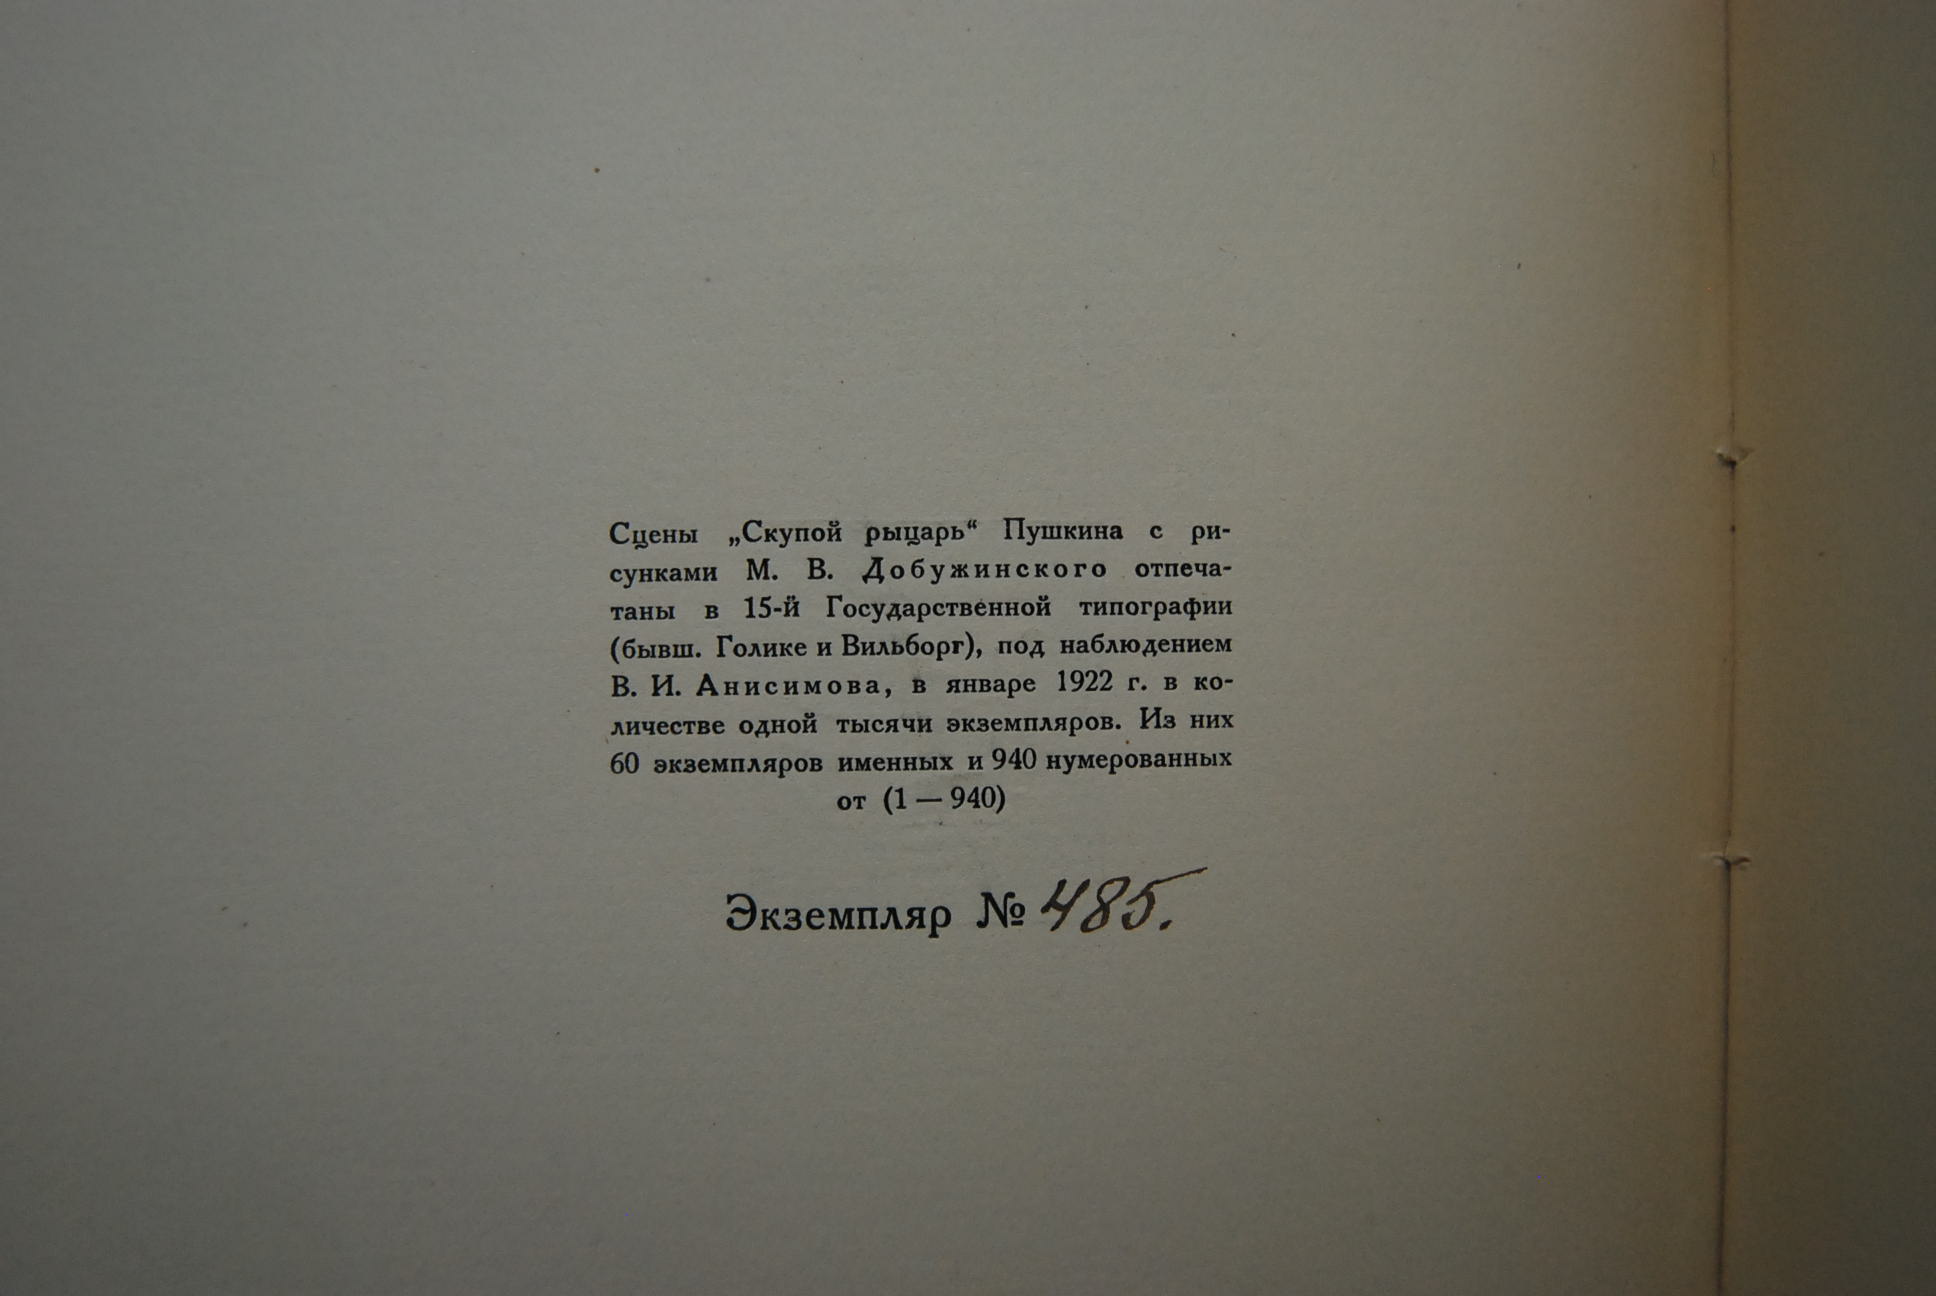 Сцены „Скупой рыцарь“ Пушкина с ри-
сунками М. В. Добужинского отпеча-
таны в 15-й Государственной типографии
(бывш. Голике и Вильборг), под наблюдением
В. И. Анисимова, в январе 1922 г. в ко-
личестве одной тысячи экземпляров. Из них
60 экземпляров именных и 940 нумерованных
от (1 — 940)
Экземпляр № 485.